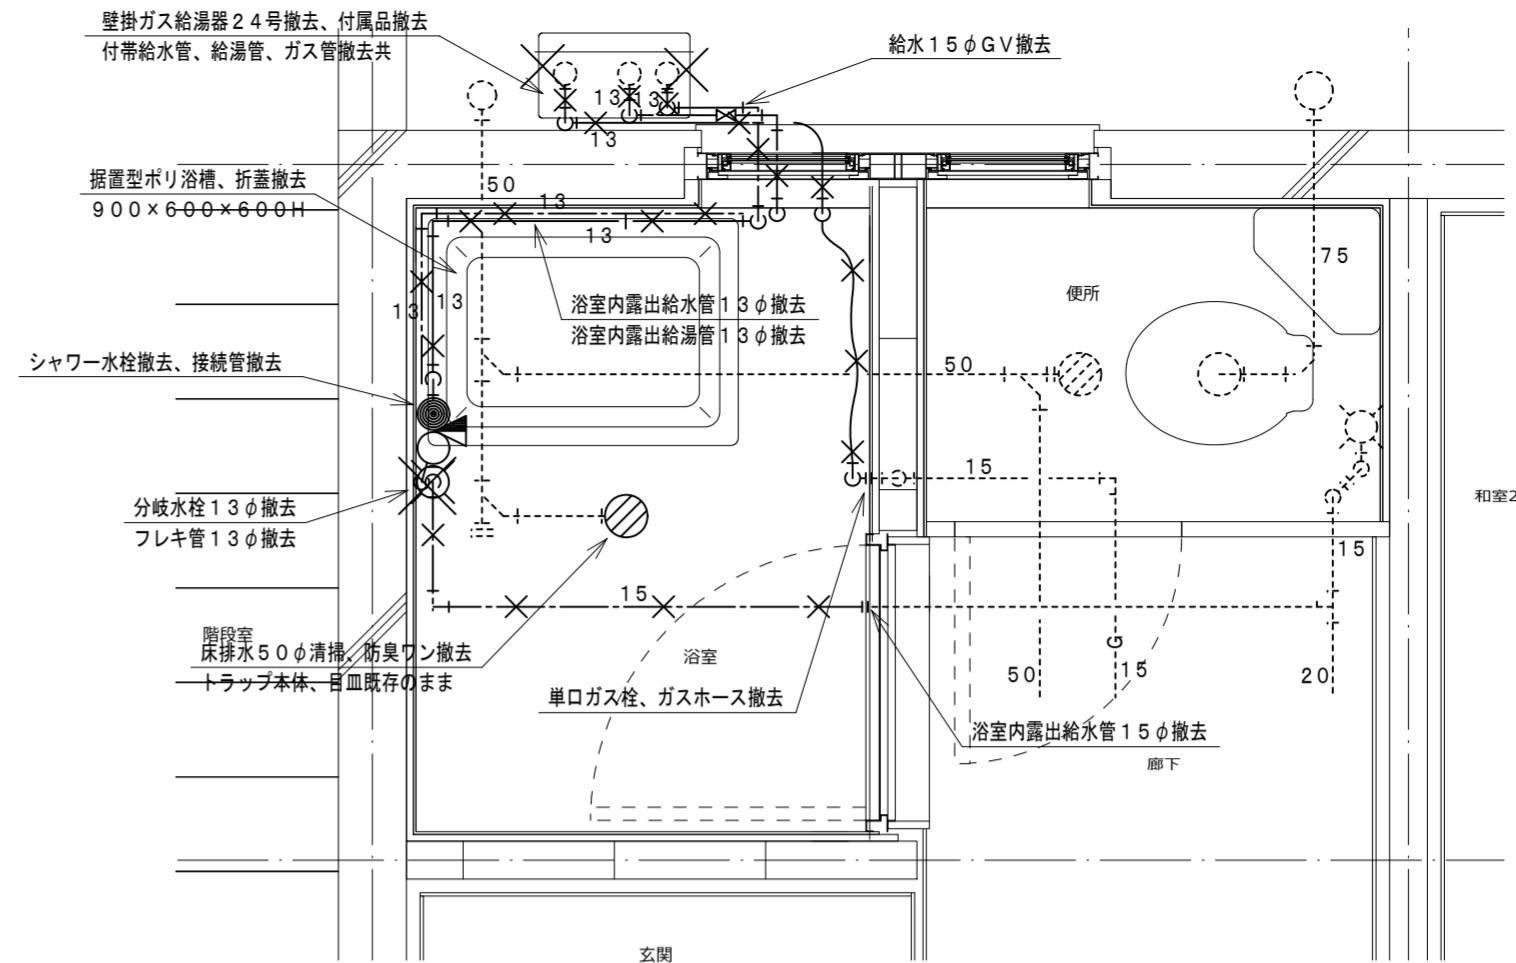 壁掛ガス給湯器２４号撤去、付属品撤去
付帯給水管、給湯管、ガス管撤去共
給水１５φＧＶ撤去
13
13
13
据置型ポリ浴槽、折蓋撤去
９００×６００×６００Ｈ
50
13
13
75
便所
13
13
浴室内露出給水管１３φ撤去
浴室内露出給湯管１３φ撤去
シャワー水栓撤去、接続管撤去
50
15
和室2
分岐水栓１３φ撤去
フレキ管１３φ撤去
15
15
階段室
床排水５０φ清掃、防臭ワン撤去
トラップ本体、目皿既存のまま
浴室
G
50
15
20
単口ガス栓、ガスホース撤去
浴室内露出給水管１５φ撤去
廊下
玄関